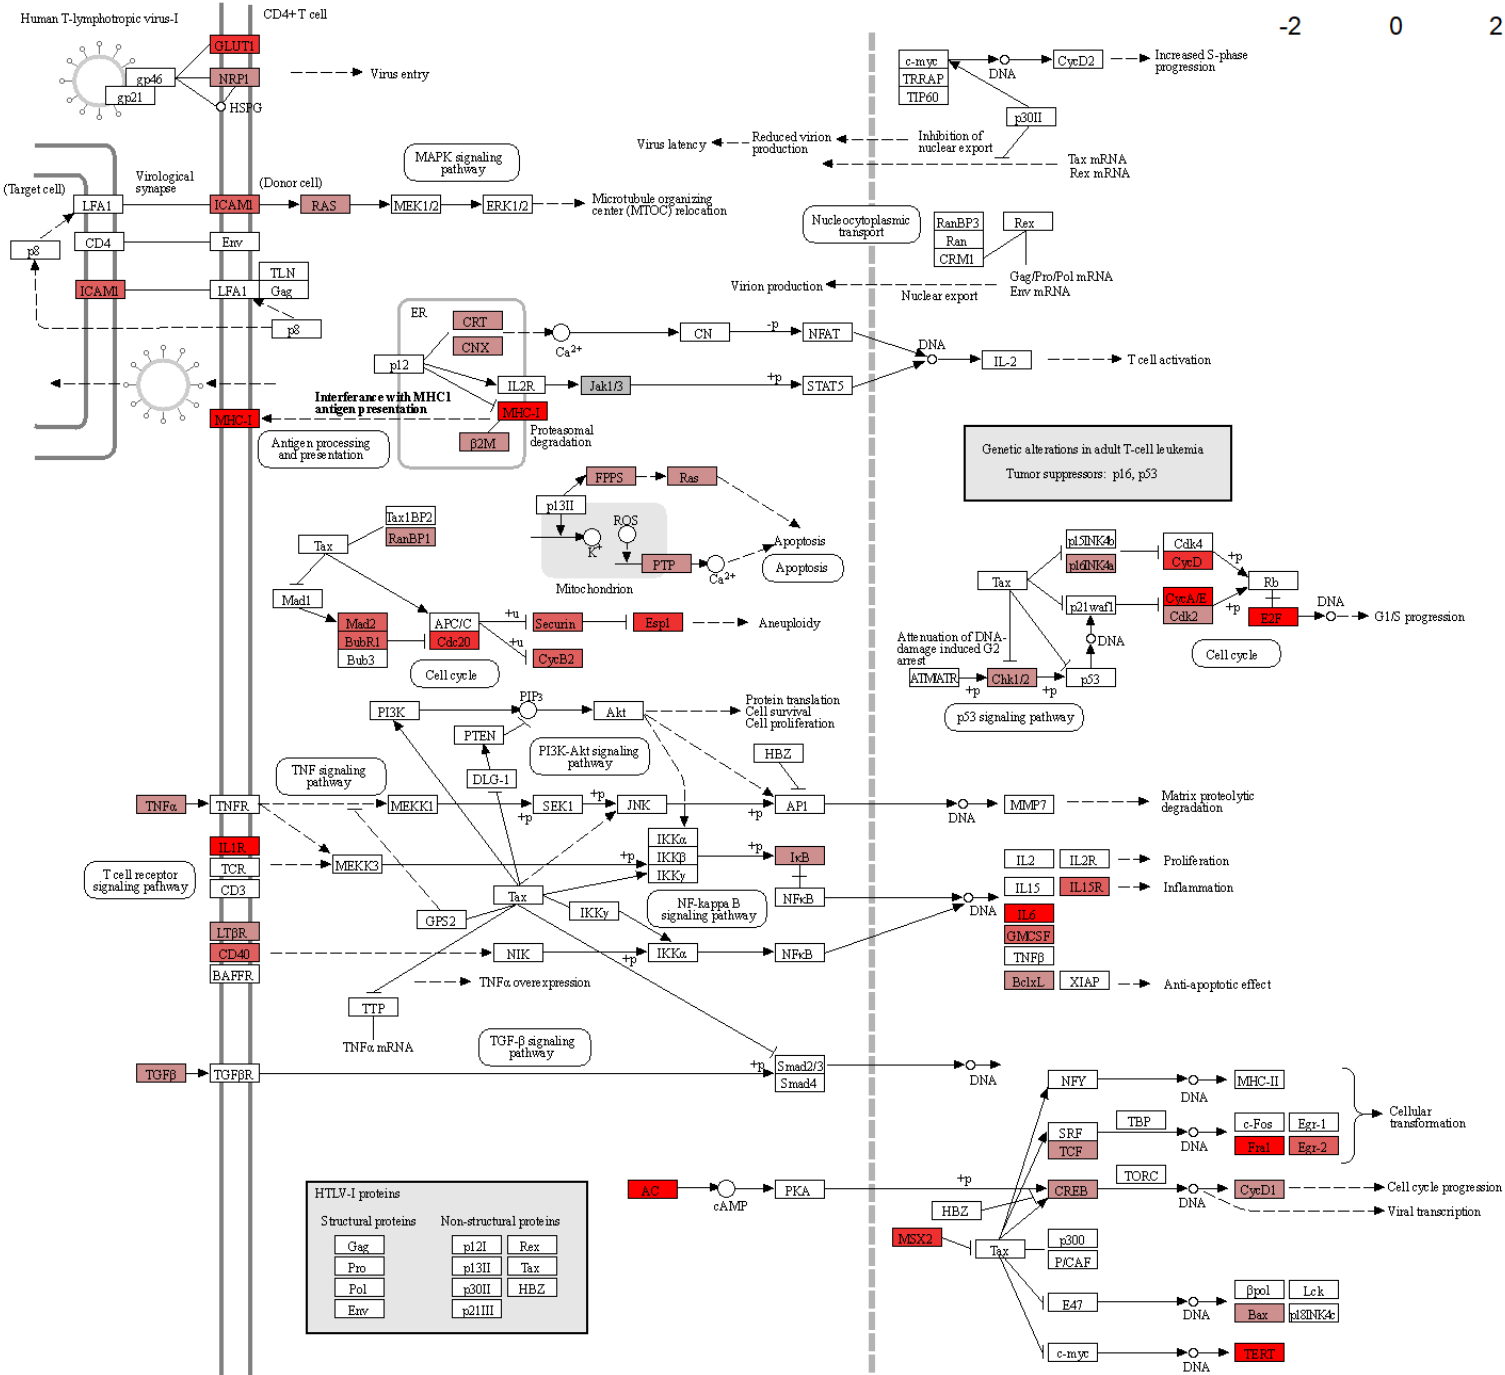 -2 0 2
Human T-lymphotropic virus-I
CD4+ T cell
GLUT1
gp46
gp21
NRP1
HSPG
Virus entry
c-myc
TRRAP
TIP60
DNA
CycD2
Increased S-phase
progression
p30II
Virus latency
Reduced virion
production
Inhibition of
nuclear export
Tax mRNA
Rex mRNA
MAPK signaling
pathway
(Target cell)
Virological
synapse
(Donor cell)
LFA1
ICAM1
RAS
MEK1/2
ERK1/2
Microtubule organizing
center (MTOC) relocation
p8
CD4
Env
ICAM1
LFA1
TLN
Gag
p8
Nucleocytoplasmic
transport
RanBP3
Ran
CRM1
Rex
Gag/Pro/Pol mRNA
Env mRNA
Nuclear export
Virion production
ER
CRT
CNX
Ca2+
CN
-p
NFAT
DNA
IL-2
T cell activation
p12
IL2R
Jak1/3
+p
STAT5
Interferance with MHC1
antigen presentation
MHC-I
MHC-I
β2M
Proteasomal
degradation
Antigen processing
and presentation
Genetic alterations in adult T-cell leukemia
Tumor suppressors: p16, p53
FPPS
Ras
p13II
K+
ROS
PTP
Ca2+
Mitochondrion
Apoptosis
Apoptosis
Tax
Tax1BP2
RanBP1
Mad1
Mad2
BubR1
Bub3
APC/C
Cdc20
+u
+u
Securin
Espl
CycB2
Aneuploidy
Cell cycle
Tax
p15INK4b
p16INK4a
Cdk4
CycD
+p
p21waf1
CycA/E
Cdk2
+p
Rb
E2F
DNA
G1/S progression
DNA
Attenuation of DNA-
damage induced G2
arrest
ATM/ATR
+p
Chk1/2
+p
p53
Cell cycle
p53 signaling pathway
PI3K
PIP3
Akt
PTEN
Protein translation
Cell survival
Cell proliferation
PI3K-Akt signaling
pathway
DLG-1
HBZ
TNF signaling
pathway
TNFα
TNFR
MEKK1
+p
SEK1
+p
JNK
+p
AP1
DNA
MMP7
Matrix proteolytic
degradation
IL1R
TCR
CD3
MEKK3
+p
IKKα
IKKβ
IKKγ
+p
IκB
NFκB
T cell receptor
signaling pathway
Tax
GPS2
IKKγ
NF-kappa B
signaling pathway
DNA
IL2
IL2R
Proliferation
IL15
IL15R
Inflammation
IL6
GMCSF
TNFβ
BclxL
XIAP
Anti-apoptotic effect
LTβR
CD40
BAFFR
NIK
+p
IKKα
NFκB
TNFα overexpression
TTP
TNFα mRNA
TGF-β signaling
pathway
TGFβ
TGFβR
+p
Smad2/3
Smad4
DNA
NFY
DNA
MHC-II
SRF
TCF
TBP
DNA
c-Fos
Egr-1
Fra1
Egr-2
Cellular
transformation
AC
cAMP
PKA
+p
CREB
TORC
DNA
CycD1
Cell cycle progression
Viral transcription
HBZ
MSX2
Tax
p300
P/CAF
E47
DNA
βpol
Lck
Bax
p18INK4c
c-myc
DNA
TERT
HTLV-I proteins
Structural proteins
Non-structural proteins
Gag
p12I
Rex
Pro
p13II
Tax
Pol
p30II
HBZ
Env
p21III